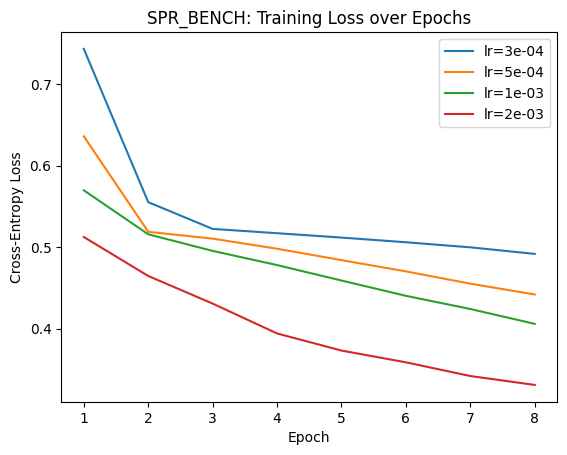 SPR_BENCH: Training Loss over Epochs
lr=3e-04
lr=5e-04
lr=1e-03
lr=2e-03
Cross-Entropy Loss
0.7
0.6
0.5
0.4
1 2 3 4 5 6 7 8
Epoch